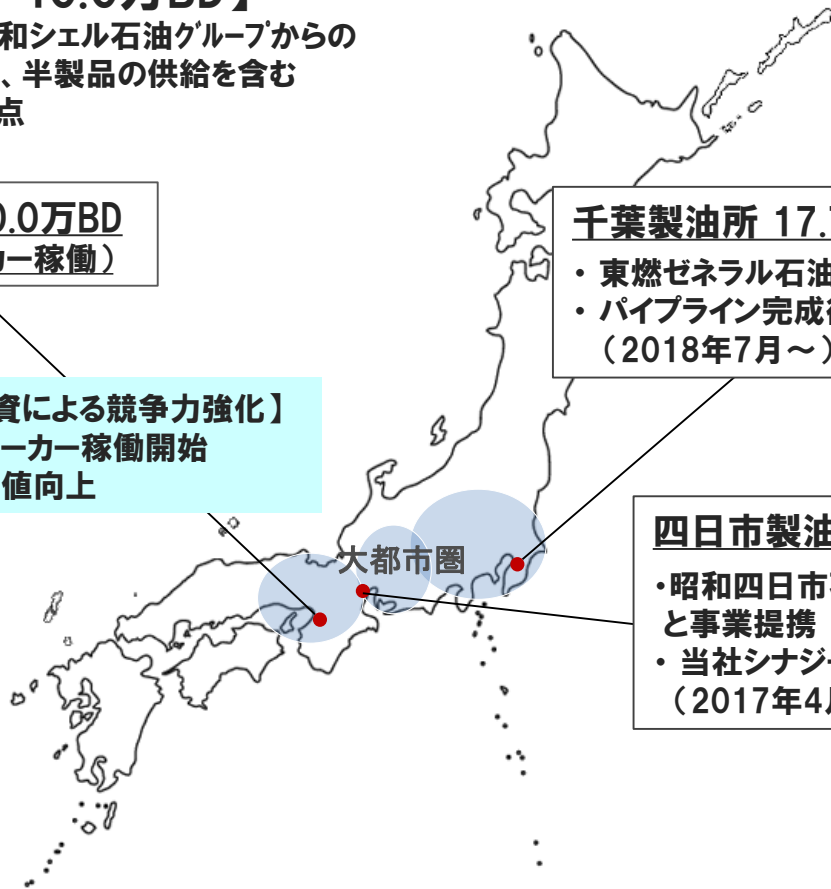 和シェル石油グループからの
、半製品の供給を含む
点
0.0万BD
カー稼働）
千葉製油所 17.
・ 東燃ゼネラル石油
・ パイプライン完成
（2018年7月～）
資による競争力強化】
ーカー稼働開始
値向上
大都市圏
四日市製油
・昭和四日市
と事業提携
・ 当社シナジー
（2017年4月